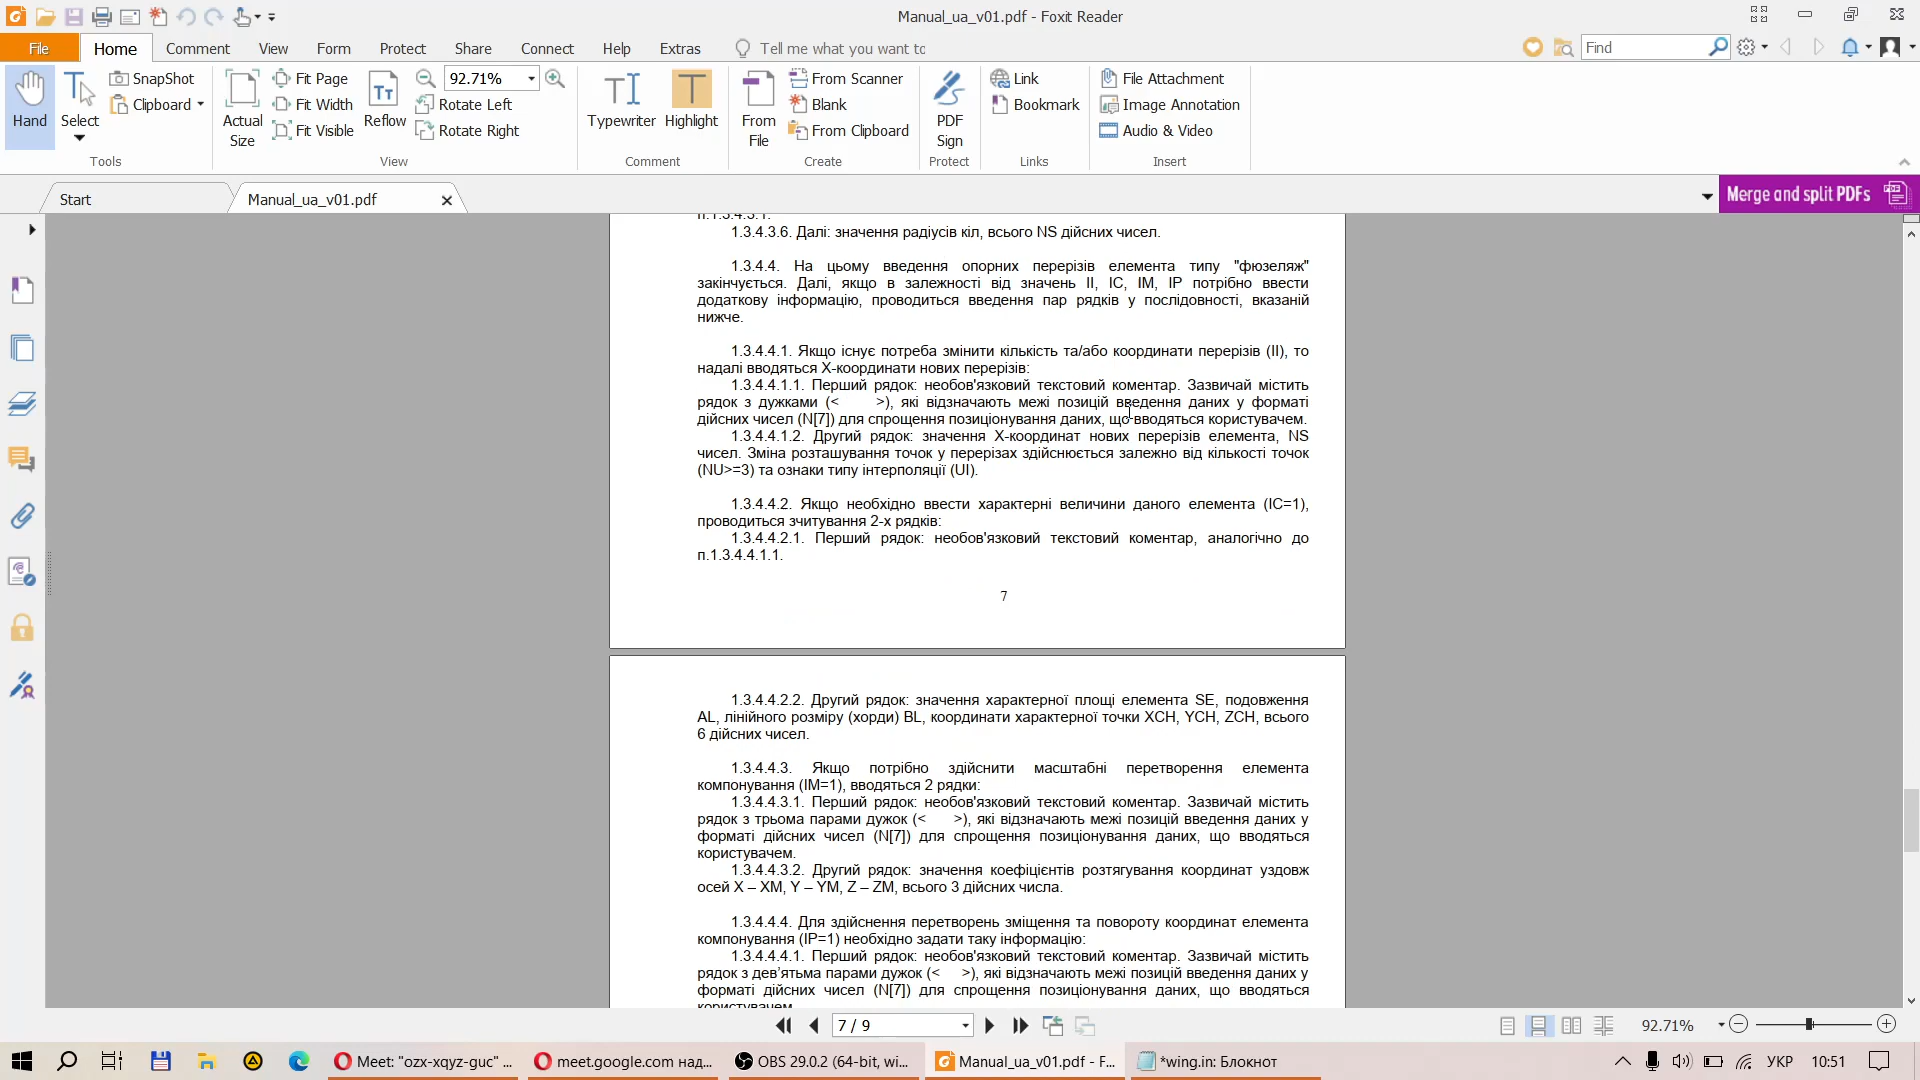 Manual_ua_v01.pdf - Foxit Reader
File Home Comment View Form Protect Share Connect Help Extras Tell me what you want to Find
Hand
Select
SnapShot
Clipboard
Tools
Actual Size
Fit Page
Fit Width
Fit Visible
Reflow
92.71%
Rotate Left
Rotate Right
View
Typewriter
Highlight
Comment
From File
From Scanner
Blank
From Clipboard
Create
PDF Sign
Protect
Link
Bookmark
Links
File Attachment
Image Annotation
Audio & Video
Insert
Start
Manual_ua_v01.pdf
Merge and split PDFs
п.1.3.4.3.1.
1.3.4.3.6. Далі: значення радіусів кіл, всього NS дійсних чисел.
1.3.4.4. На цьому введення опорних перерізів елемента типу "фюзеляж"
закінчується. Далі, якщо в залежності від значень II, IC, IM, IP потрібно ввести
додаткову інформацію, проводиться введення пар рядків у послідовності, вказаній
нижче.
1.3.4.4.1. Якщо існує потреба змінити кількість та/або координати перерізів (II), то
надалі вводяться X-координати нових перерізів:
1.3.4.4.1.1. Перший рядок: необов'язковий текстовий коментар. Зазвичай містить
рядок з дужками (< >), які відзначають межі позицій введення даних у форматі
дійсних чисел (N[7]) для спрощення позиціонування даних, що вводяться користувачем.
1.3.4.4.1.2. Другий рядок: значення X-координат нових перерізів елемента, NS
чисел. Зміна розташування точок у перерізах здійснюється залежно від кількості точок
(NU>=3) та ознаки типу інтерполяції (UI).
1.3.4.4.2. Якщо необхідно ввести характерні величини даного елемента (IC=1),
проводиться зчитування 2-х рядків:
1.3.4.4.2.1. Перший рядок: необов'язковий текстовий коментар, аналогічно до
п.1.3.4.4.1.1.
7
1.3.4.4.2.2. Другий рядок: значення характерної площі елемента SE, подовження
AL, лінійного розміру (хорди) BL, координати характерної точки XCH, YCH, ZCH, всього
6 дійсних чисел.
1.3.4.4.3. Якщо потрібно здійснити масштабні перетворення елемента
компонування (IM=1), вводяться 2 рядки:
1.3.4.4.3.1. Перший рядок: необов'язковий текстовий коментар. Зазвичай містить
рядок з трьома парами дужок (< >), які відзначають межі позицій введення даних у
форматі дійсних чисел (N[7]) для спрощення позиціонування даних, що вводяться
користувачем.
1.3.4.4.3.2. Другий рядок: значення коефіцієнтів розтягування координат уздовж
осей X – XM, Y – YM, Z – ZM, всього 3 дійсних числа.
1.3.4.4.4. Для здійснення перетворень зміщення та повороту координат елемента
компонування (IP=1) необхідно задати таку інформацію:
1.3.4.4.4.1. Перший рядок: необов'язковий текстовий коментар. Зазвичай містить
рядок з дев'ятьма парами дужок (< >), які відзначають межі позицій введення даних у
форматі дійсних чисел (N[7]) для спрощення позиціонування даних, що вводяться
користувачем.
7 / 9
92.71%
Meet: "ozx-xqyz-guc" ...
meet.google.com над...
OBS 29.0.2 (64-bit, wi...
Manual_ua_v01.pdf - F...
*wing.in: Блокнот
УКР
10:51